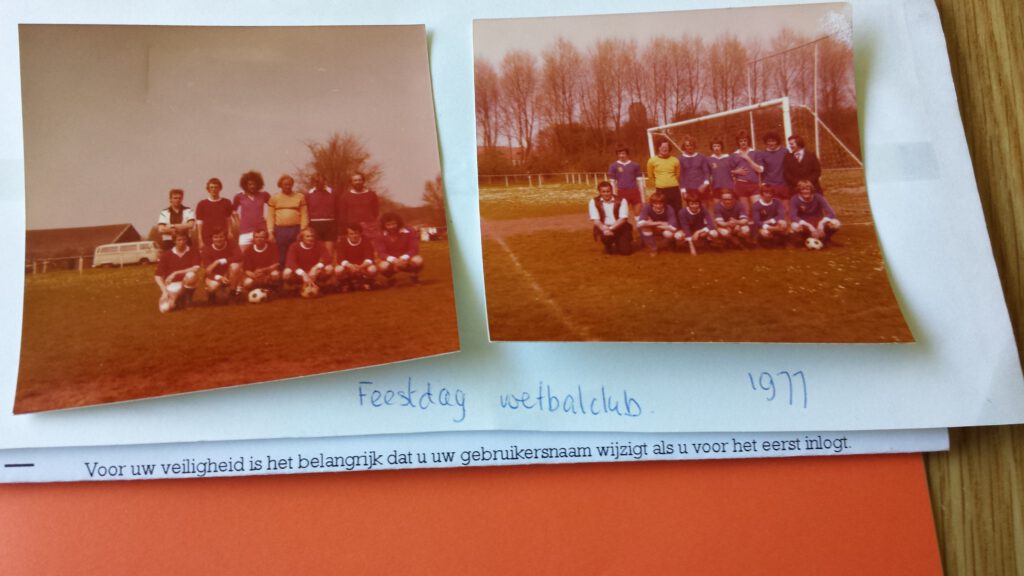 Feestdag wetbalclub. 1977
Voor uw veiligheid is het belangrijk dat u uw gebruikersnaam wijzigt als u voor het eerst inlogt.